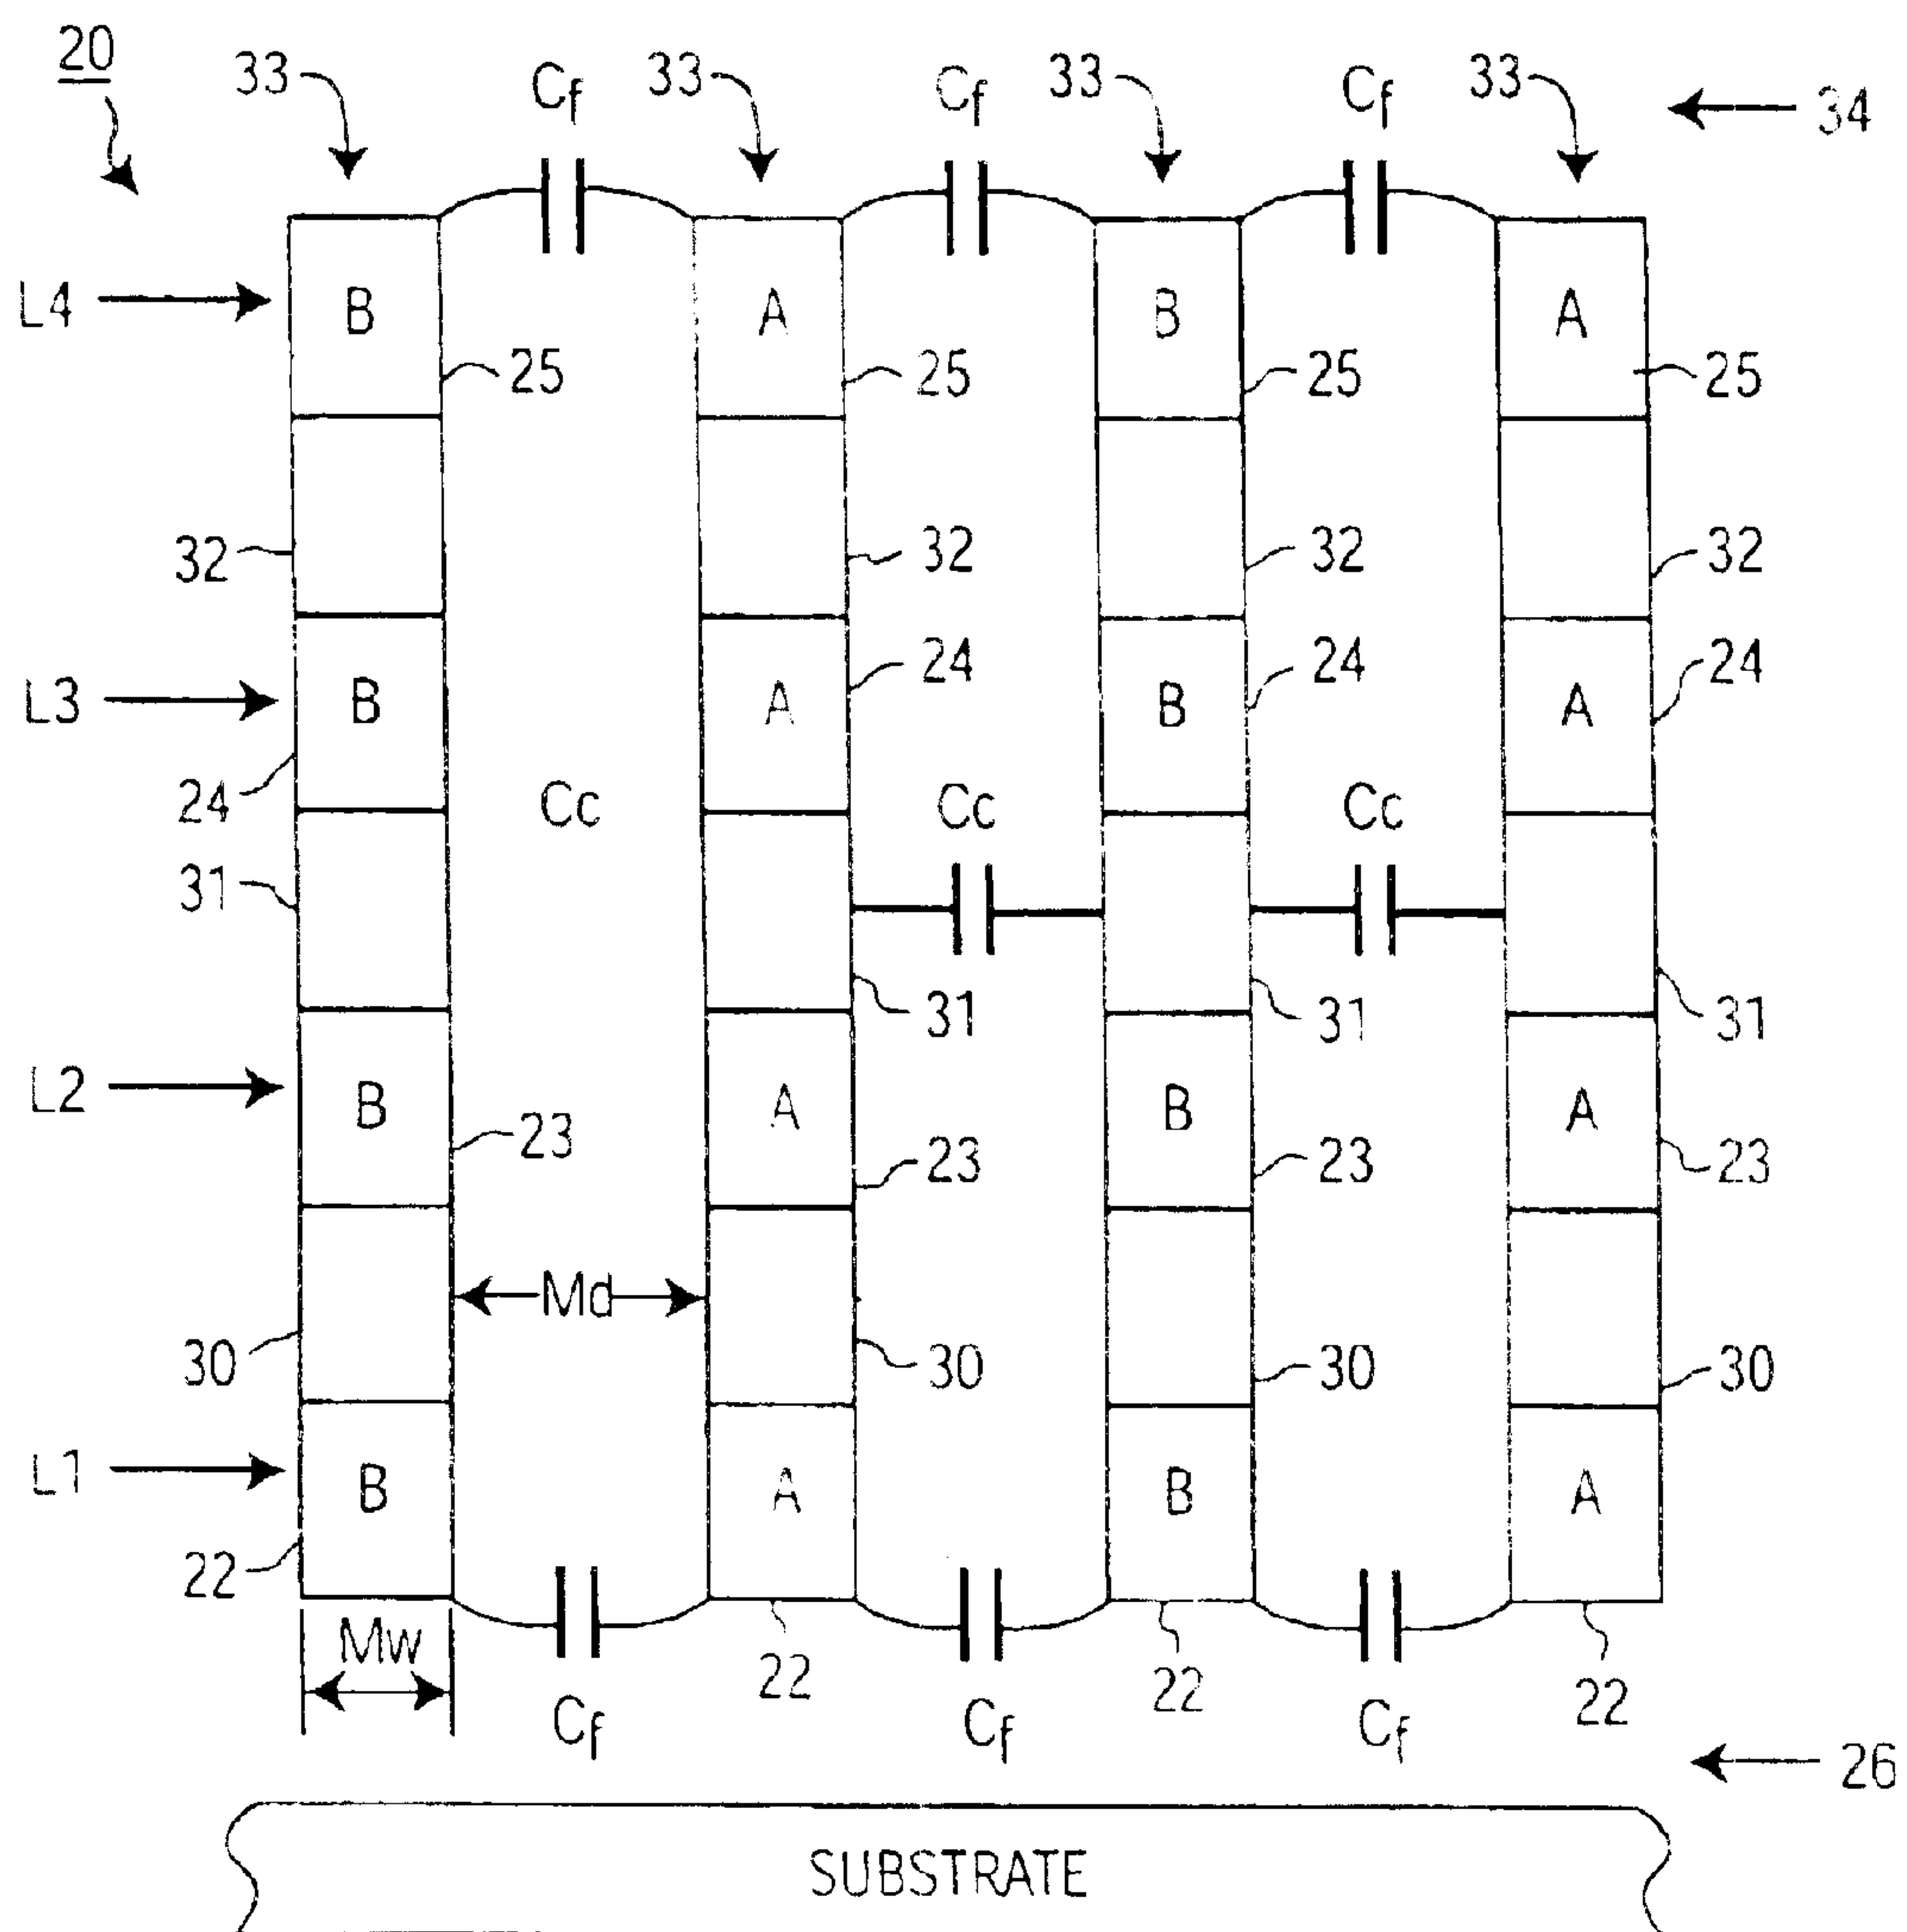 20
33 Cf 33 Cf 33 Cf 33 34
L4 B A B A
25 25 25 25
32 32 32 32
24 24 24
L3 B A B A
24 Cc Cc Cc
31
31 31 31
L2 B A B A
23 23 23 23
Md
30 30 30 30
L1 B A B A
22
Mw
22 22 22
Cf Cf Cf
26
SUBSTRATE